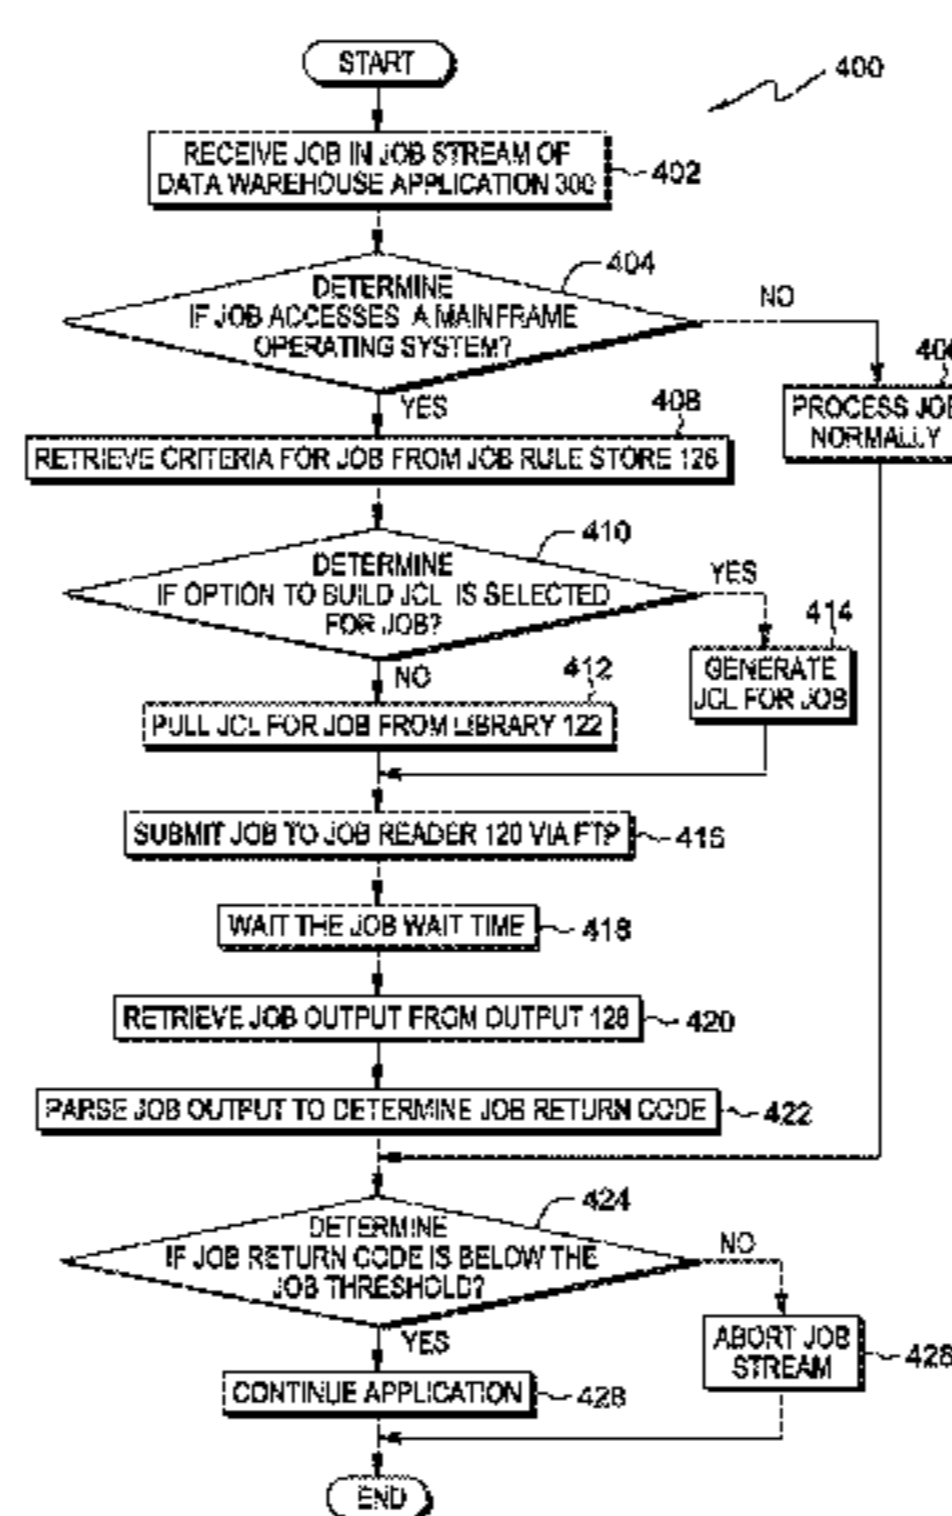 START
400
RECEIVE JOB IN JOB STREAM OF
DATA WAREHOUSE APPLICATION 300
402
404
DETERMINE
IF JOB ACCESSES A MAINFRAME
OPERATING SYSTEM?
NO
YES
PROCESS
NORMALLY
408
RETRIEVE CRITERIA FOR JOB FROM JOB RULE STORE 126
410
DETERMINE
IF OPTION TO BUILD JCL IS SELECTED
FOR JOB?
YES
414
GENERATE
JCL FOR JOB
NO
412
PULL JCL FOR JOB FROM LIBRARY 122
SUBMIT JOB TO JOB READER 120 VIA FTP
416
WAIT THE JOB WAIT TIME
418
RETRIEVE JOB OUTPUT FROM OUTPUT 128
420
PARSE JOB OUTPUT TO DETERMINE JOB RETURN CODE
422
424
DETERMINE
IF JOB RETURN CODE IS BELOW THE
JOB THRESHOLD?
NO
YES
ABORT JOB
STREAM
CONTINUE APPLICATION
END